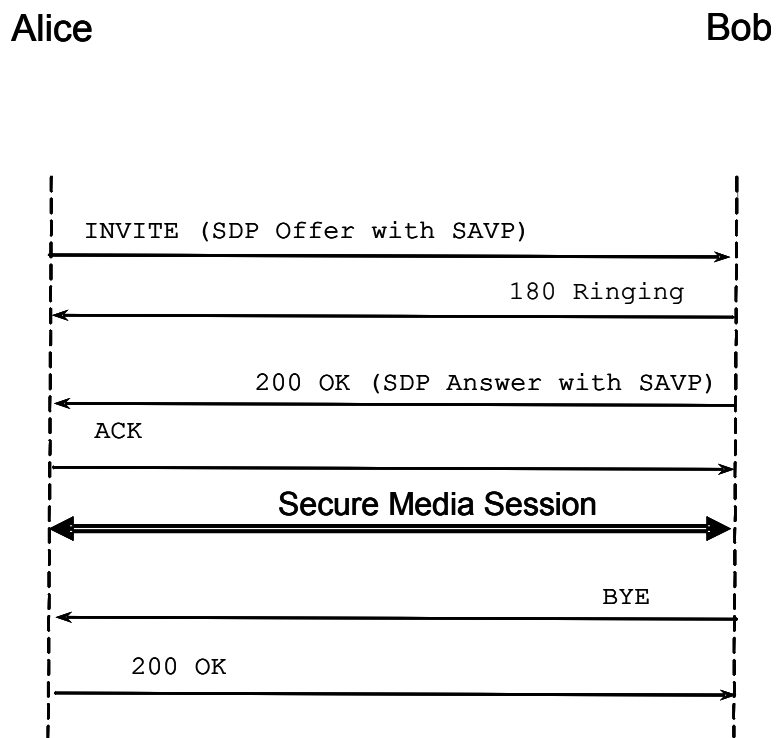 Alice
Bob
INVITE (SDP Offer with SAVP)
180 Ringing
200 OK (SDP Answer with SAVP)
ACK
Secure Media Session
BYE
200 OK